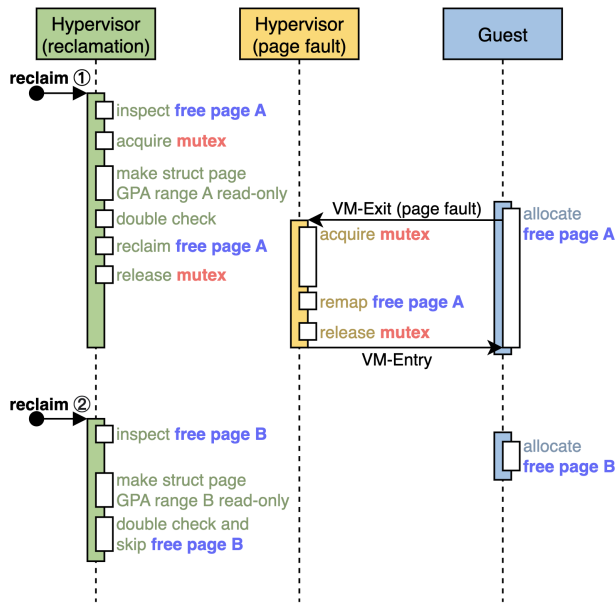 Hypervisor
(reclamation)
Hypervisor
(page fault)
Guest
reclaim ①
inspect free page A
acquire mutex
make struct page
GPA range A read-only
double check
reclaim free page A
release mutex
VM-Exit (page fault)
allocate
free page A
acquire mutex
remap free page A
release mutex
VM-Entry
reclaim ②
inspect free page B
make struct page
GPA range B read-only
double check and
skip free page B
allocate
free page B